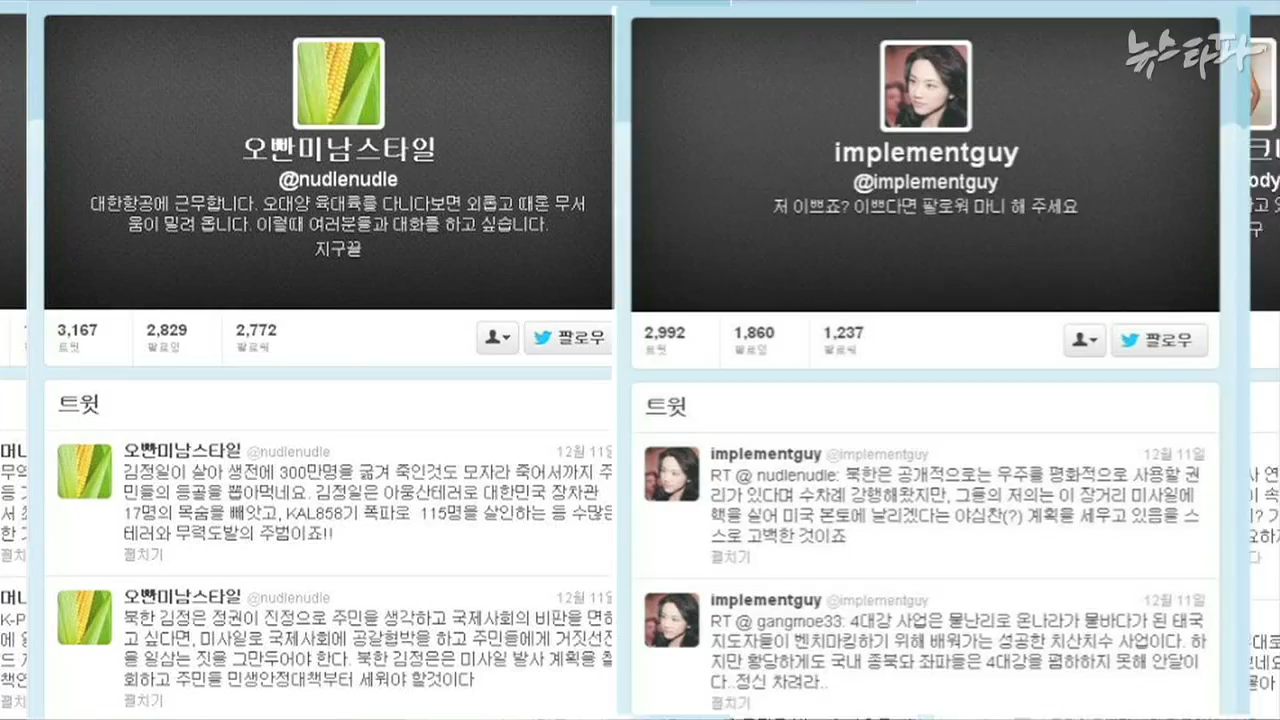 뉴스타파
오빤미남스타일
@nudlenudle
대한항공에 근무합니다. 오대양 육대륙를 다니다보면 외롭고 때론 무서
움이 밀려 옵니다. 이럴때 여러분들과 대화를 하고 싶습니다.
지구끝
3,167
2,829
2,772
트윗
팔로잉
팔로워
팔로우
트윗
오빤미남스타일 @nudlenudle 12월 11일
김정일이 살아 생전에 300만명을 굶겨 죽인것도 모자라 죽어서까지 주
민들의 등골을 뽑아먹네요. 김정일은 아웅산테러로 대한민국 장차관
17명의 목숨을 빼앗고, KAL858기 폭파로 115명을 살인하는 등 수많은
테러와 무력도발의 주범이죠!!
펼치기
오빤미남스타일 @nudlenudle 12월 11일
북한 김정은 정권이 진정으로 주민을 생각하고 국제사회의 비판을 면하
고 싶다면, 미사일로 국제사회에 공갈협박을 하고 주민들에게 거짓선전
을 일삼는 짓을 그만두어야 한다. 북한 김정은은 미사일 발사 계획을 철
회하고 주민을 민생안정대책부터 세워야 할것이다
펼치기
implementguy
@implementguy
저 이쁘죠? 이쁘다면 팔로워 마니 해 주세요
2,992
1,860
1,237
트윗
팔로잉
팔로워
팔로우
트윗
implementguy @implementguy 12월 11일
RT @ nudlenudle: 북한은 공개적으로는 우주를 평화적으로 사용할 권
리가 있다며 수차례 강행해왔지만, 그들의 저의는 이 장거리 미사일에
핵을 실어 미국 본토에 날리겠다는 야심찬(?) 계획을 세우고 있음을 스
스로 고백한 것이죠
펼치기
implementguy @implementguy 12월 11일
RT @ gangmoe33: 4대강 사업은 물난리로 온나라가 물바다가 된 태국
지도자들이 벤치마킹하기 위해 배워가는 성공한 치산치수 사업이다. 하
지만 황당하게도 국내 종북와 좌파들은 4대강을 폄하하지 못해 안달이
다..정신 차려라..
펼치기